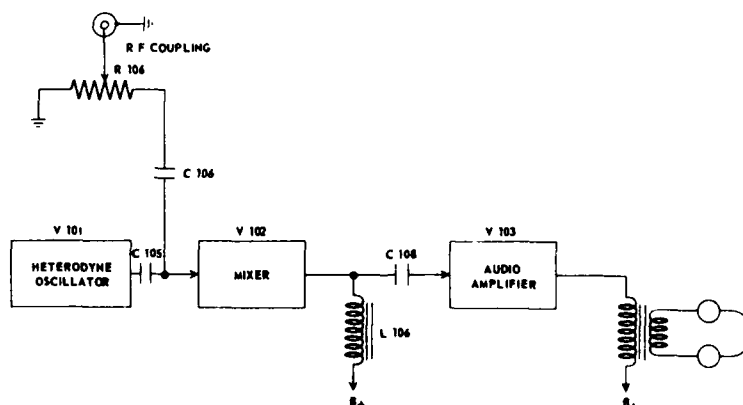 R F COUPLING
R 106
C 106
V 101
C 105
V 102
V 103
HETERODYNE
OSCILLATOR
MIXER
C 108
AUDIO
AMPLIFIER
L 106
B+
B+